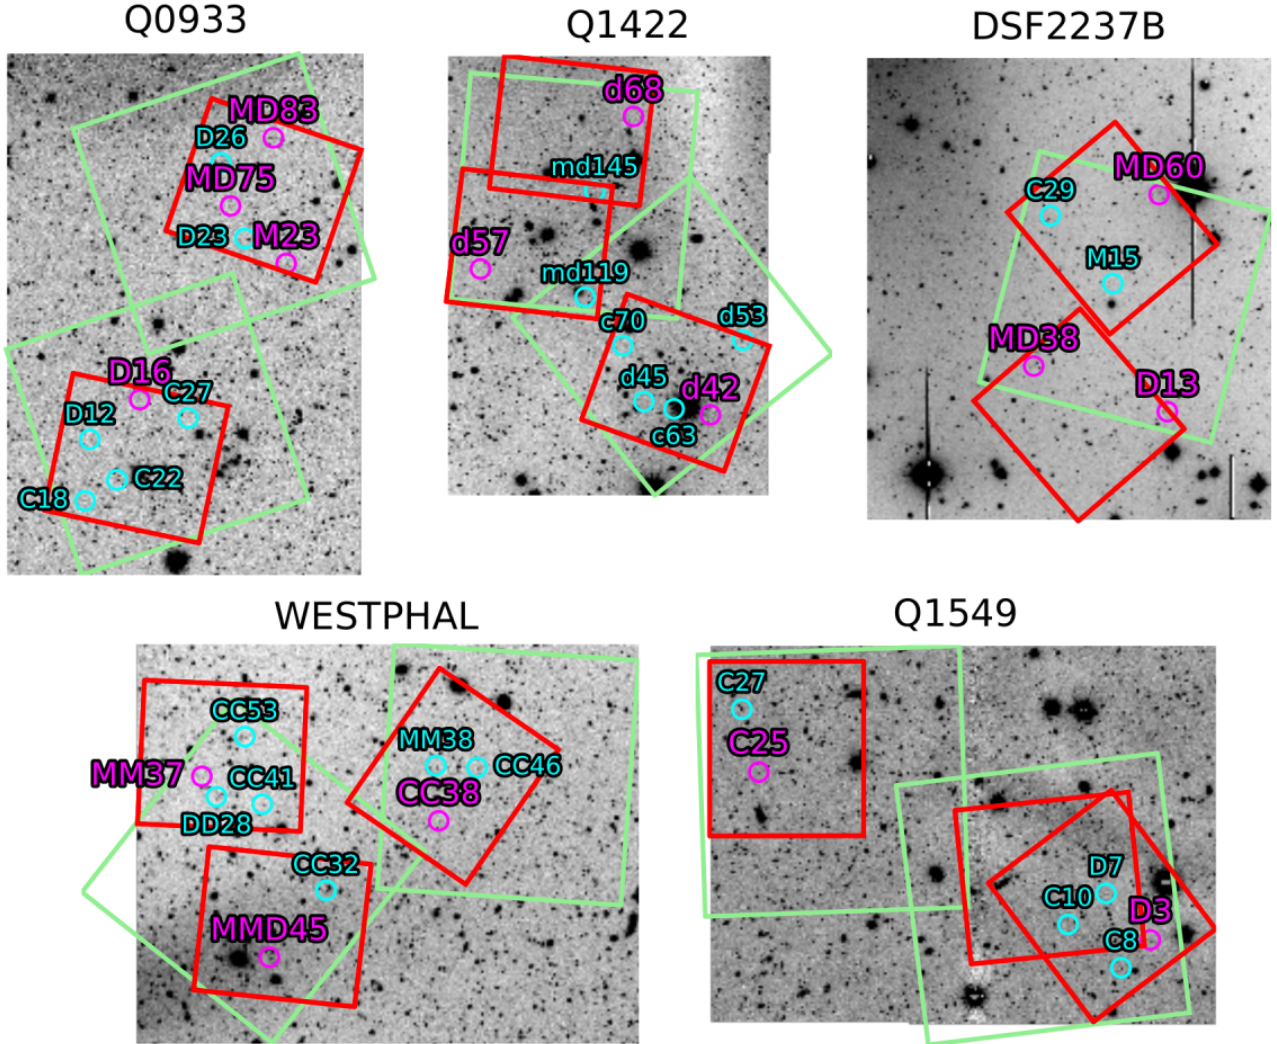 Q0933
Q1422
DSF2237B
MD83
D26
MD75
D23
M23
D16
C27
D12
C22
C18
d68
md145
d57
md119
c70
d53
d45
d42
c63
MD60
C29
M15
MD38
D13
WESTPHAL
Q1549
CC53
MM37
CC41
DD28
MM38
CC46
CC38
CC32
MMD45
C27
C25
D7
C10
D3
C8